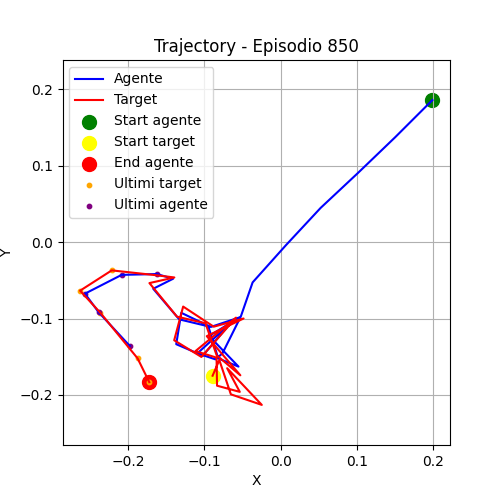 Trajectory - Episodio 850
Agente
Target
Start agente
Start target
End agente
Ultimi target
Ultimi agente
0.2
0.1
0.0
−0.1
−0.2
Y
−0.2
−0.1
0.0
0.1
0.2
X